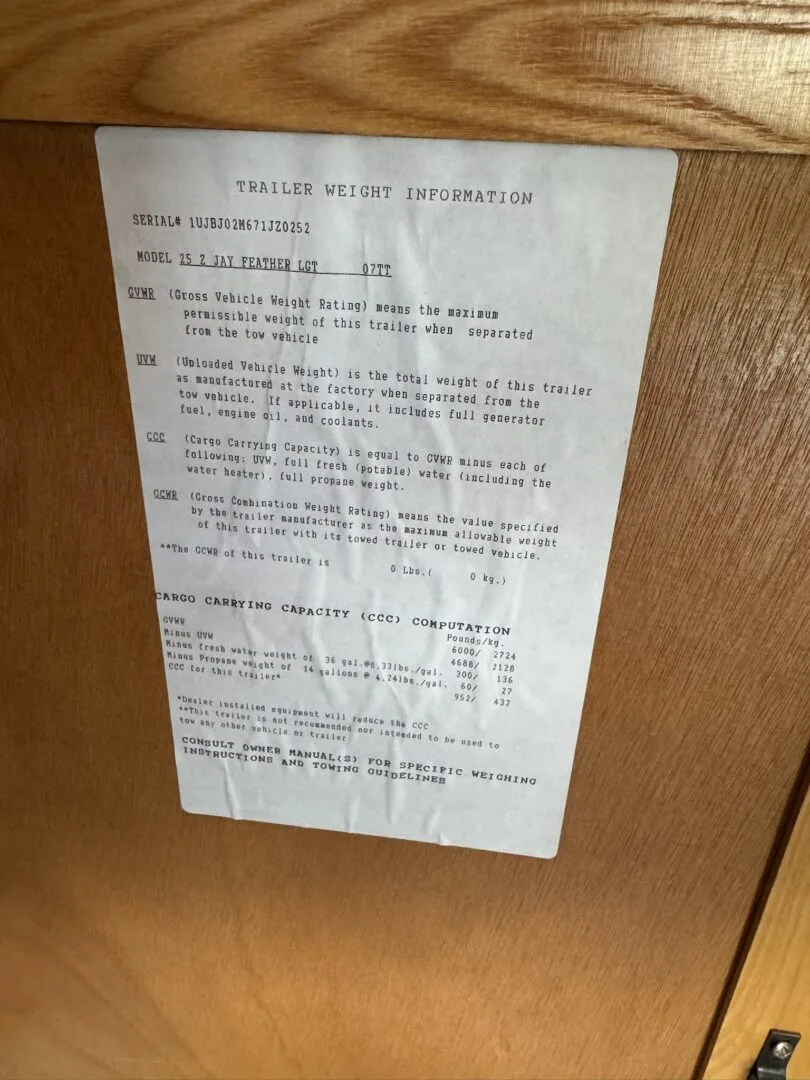 TRAILER WEIGHT INFORMATION
SERIAL# 1UJBJ02M671JZ0252
MODEL 25 Z JAY FEATHER LGT 07TT
GVWR (Gross Vehicle Weight Rating) means the maximum
permissible weight of this trailer when separated
from the tow vehicle
UVW (Unloaded Vehicle Weight) is the total weight of this trailer
as manufactured at the factory when separated from the
tow vehicle. If applicable, it includes full generator
fuel, engine oil, and coolants.
CCC (Cargo Carrying Capacity) is equal to GVWR minus each of
following: UVW, full fresh (potable) water (including the
water heater), full propane weight.
GCWR (Gross Combination Weight Rating) means the value specified
by the trailer manufacturer as the maximum allowable weight
of this trailer with its towed trailer or towed vehicle.
**The GCWR of this trailer is 0 Lbs.( 0 kg.)
CARGO CARRYING CAPACITY (CCC) COMPUTATION
Pounds/kg.
GVWR 6000/ 2724
Minus UVW 4688/ 2128
Minus fresh water weight of 36 gal.@8.33lbs./gal. 300/ 136
Minus Propane weight of 14 gallons @ 4.24lbs./gal. 60/ 27
CCC for this trailer* 952/ 432
*Dealer installed equipment will reduce the CCC
**This trailer is not recommended nor intended to be used to
tow any other vehicle or trailer
CONSULT OWNER MANUAL(S) FOR SPECIFIC WEIGHING
INSTRUCTIONS AND TOWING GUIDELINES